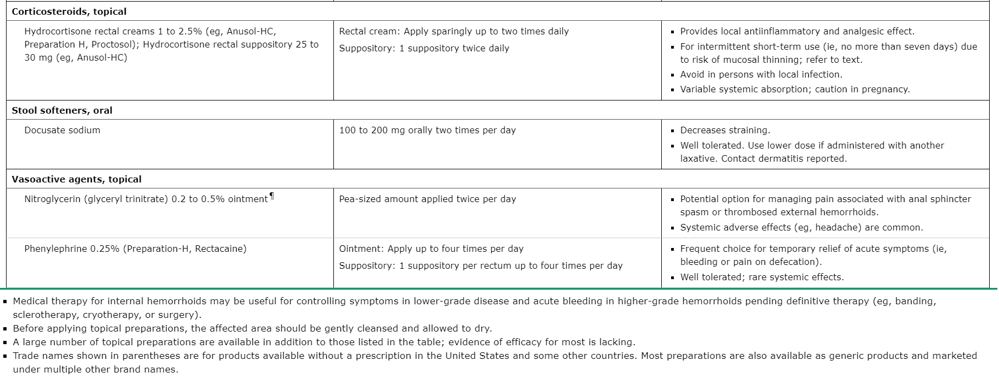 Corticosteroids, topical
Hydrocortisone rectal creams 1 to 2.5% (eg, Anusol-HC,
Preparation H, Proctosol); Hydrocortisone rectal suppository 25 to
30 mg (eg, Anusol-HC)
Rectal cream: Apply sparingly up to two times daily
Suppository: 1 suppository twice daily
▪ Provides local antiinflammatory and analgesic effect.
▪ For intermittent short-term use (ie, no more than seven days) due
to risk of mucosal thinning; refer to text.
▪ Avoid in persons with local infection.
▪ Variable systemic absorption; caution in pregnancy.
Stool softeners, oral
Docusate sodium
100 to 200 mg orally two times per day
▪ Decreases straining.
▪ Well tolerated. Use lower dose if administered with another
laxative. Contact dermatitis reported.
Vasoactive agents, topical
Nitroglycerin (glyceryl trinitrate) 0.2 to 0.5% ointment¶
Pea-sized amount applied twice per day
▪ Potential option for managing pain associated with anal sphincter
spasm or thrombosed external hemorrhoids.
▪ Systemic adverse effects (eg, headache) are common.
Phenylephrine 0.25% (Preparation-H, Rectacaine)
Ointment: Apply up to four times per day
Suppository: 1 suppository per rectum up to four times per day
▪ Frequent choice for temporary relief of acute symptoms (ie,
bleeding or pain on defecation).
▪ Well tolerated; rare systemic effects.
▪ Medical therapy for internal hemorrhoids may be useful for controlling symptoms in lower-grade disease and acute bleeding in higher-grade hemorrhoids pending definitive therapy (eg, banding,
sclerotherapy, cryotherapy, or surgery).
▪ Before applying topical preparations, the affected area should be gently cleansed and allowed to dry.
▪ A large number of topical preparations are available in addition to those listed in the table; evidence of efficacy for most is lacking.
▪ Trade names shown in parentheses are for products available without a prescription in the United States and some other countries. Most preparations are also available as generic products and marketed
under multiple other brand names.